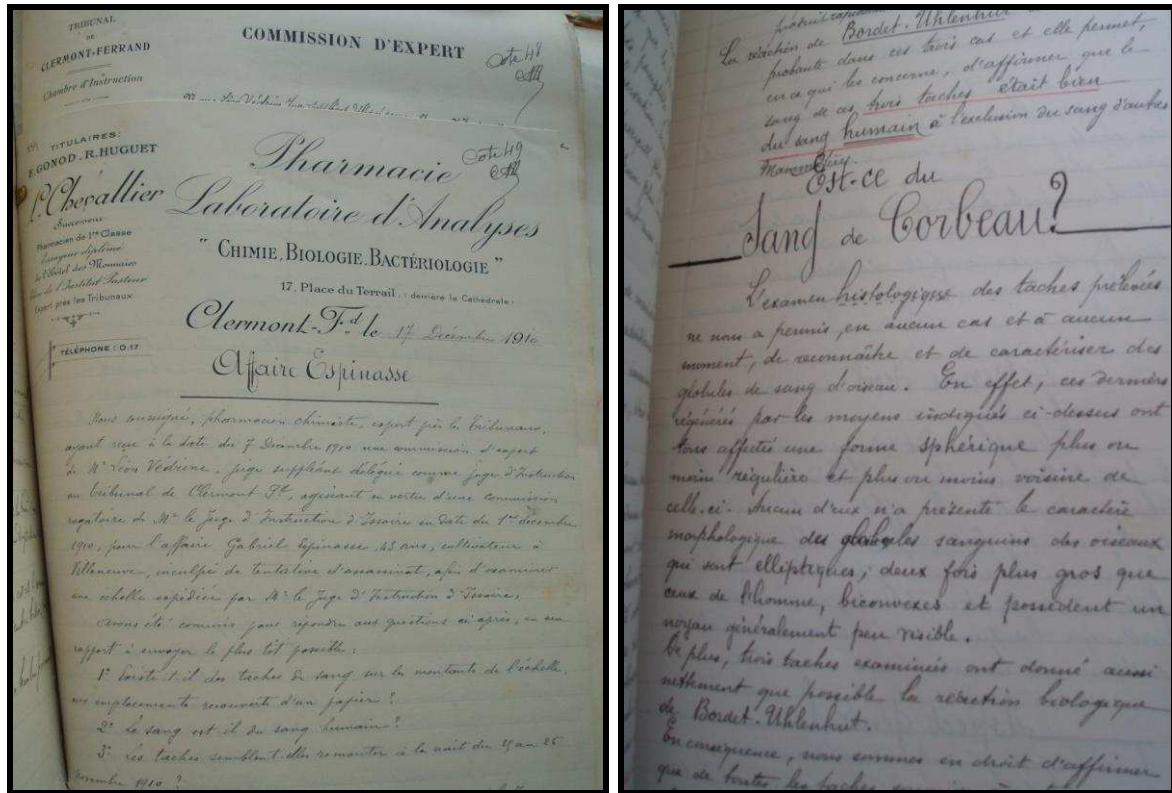 TRIBUNAL
DE
CLERMONT-FERRAND
Chambre d'Instruction
COMMISSION D'EXPERT
Cote 48
TITULAIRES:
E. GONOD. R. HUGUET
P. Chevallier
Successeur
Pharmacien de 1re Classe
Essayeur diplômé
de l'Hôtel des Monnaies
de l'Institut Pasteur
Expert près les Tribunaux
TÉLÉPHONE: 0.17
Cote 49
Pharmacie
Laboratoire d'Analyses
"CHIMIE. BIOLOGIE. BACTÉRIOLOGIE"
17, Place du Terrail, (derrière la Cathédrale)
Clermont-Fd le 17 Décembre 1910
Affaire Espinasse
Nous soussigné, pharmacien chimiste, expert près les Tribunaux,
ayant reçu à la date du 7 Décembre 1910 une commission d'expert
de Mr Léon Védrine, juge suppléant délégué comme juge d'Instruction
au tribunal de Clermont Fd, agissant en vertu d'une commission
rogatoire de Mr le Juge d'Instruction d'Issoire en date du 1er décembre
1910, pour l'affaire Gabriel Espinasse, 43 ans, cultivateur à
Villeneuve, inculpé de tentative d'assassinat, afin d'examiner
une échelle expédiée par Mr le Juge d'Instruction d'Issoire,
avons été commis pour répondre aux questions ci après, en un
rapport à envoyer le plus tôt possible:
1° Existe-t-il des taches de sang sur les montants de l'échelle,
aux emplacements recouverts d'un papier?
2° Le sang est-il du sang humain?
3° Les taches semblent-elles remonter à la nuit du 25 au 26
novembre 1910?
La réaction de Bordet-Uhlenhut
probante dans ces trois cas et elle permet,
en ce qui les concerne, d'affirmer que le
sang de ces trois taches était bien
du sang humain à l'exclusion du sang d'autres
Mammifères.
Est-ce du
Sang de Corbeau?
L'examen histologique des taches prélevées
ne nous a permis, en aucun cas et à aucun
moment, de reconnaître et de caractériser des
globules de sang d'oiseau. En effet, ces derniers
régénérés par les moyens indiqués ci-dessus ont
tous affecté une forme sphérique plus ou
moins régulière et plus ou moins voisine de
celle-ci. Aucun d'eux n'a présenté le caractère
morphologique des globules sanguins des oiseaux
qui sont elliptiques; deux fois plus gros que
ceux de l'homme, biconvexes et possèdent un
noyau généralement peu visible.
De plus, trois taches examinées ont donné aussi
nettement que possible la réaction biologique
de Bordet-Uhlenhut.
En conséquence, nous sommes en droit d'affirmer
que de toutes les taches